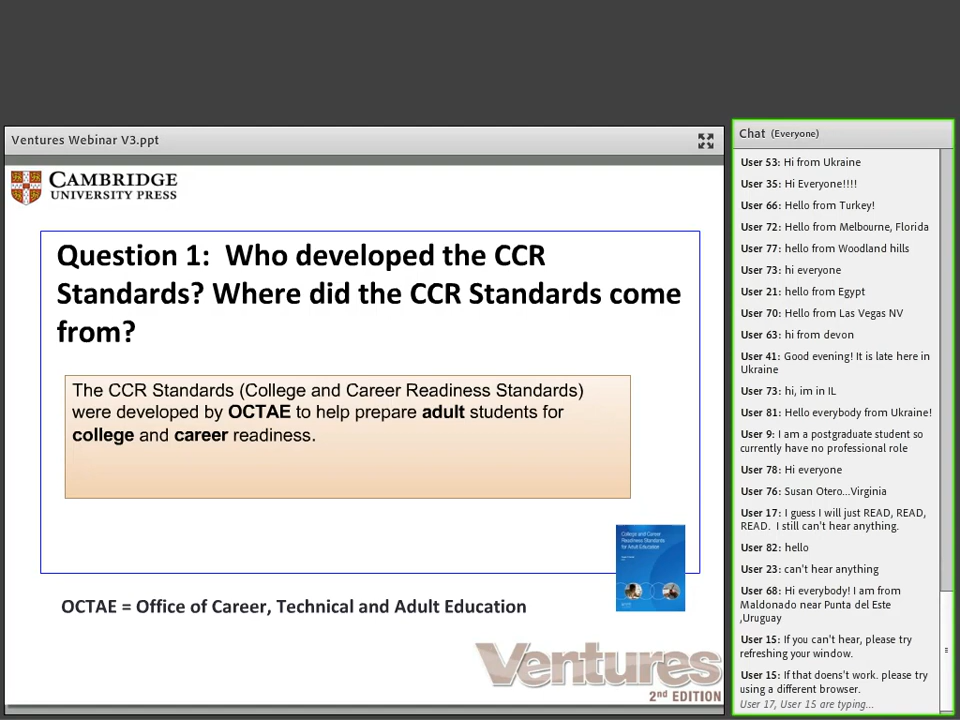 Ventures Webinar V3.ppt
CAMBRIDGE
UNIVERSITY PRESS
Question 1: Who developed the CCR
Standards? Where did the CCR Standards come
from?
The CCR Standards (College and Career Readiness Standards)
were developed by OCTAE to help prepare adult students for
college and career readiness.
College and Career
Readiness Standards
for Adult Education
OCTAE = Office of Career, Technical and Adult Education
Ventures
2nd EDITION
Chat (Everyone)
User 53: Hi from Ukraine
User 35: Hi Everyone!!!!
User 66: Hello from Turkey!
User 72: Hello from Melbourne, Florida
User 77: hello from Woodland hills
User 73: hi everyone
User 21: hello from Egypt
User 70: Hello from Las Vegas NV
User 63: hi from devon
User 41: Good evening! It is late here in
Ukraine
User 73: hi, im in IL
User 81: Hello everybody from Ukraine!
User 9: I am a postgraduate student so
currently have no professional role
User 78: Hi everyone
User 76: Susan Otero...Virginia
User 17: I guess I will just READ, READ,
READ. I still can't hear anything.
User 82: hello
User 23: can't hear anything
User 68: Hi everybody! I am from
Maldonado near Punta del Este
,Uruguay
User 15: If you can't hear, please try
refreshing your window.
User 15: If that doens't work. please try
using a different browser.
User 17, User 15 are typing...